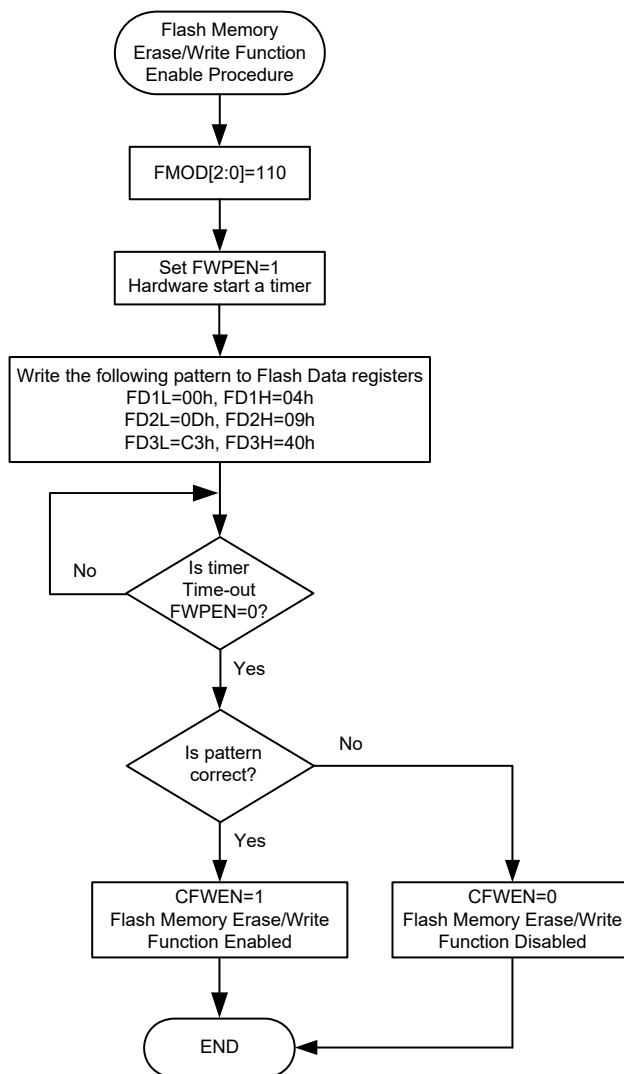 Flash Memory
Erase/Write Function
Enable Procedure
FMOD[2:0]=110
Set FWPEN=1
Hardware start a timer
Write the following pattern to Flash Data registers
FD1L=00h, FD1H=04h
FD2L=0Dh, FD2H=09h
FD3L=C3h, FD3H=40h
No
Is timer
Time-out
FWPEN=0?
Yes
Is pattern
correct?
No
Yes
CFWEN=1
Flash Memory Erase/Write
Function Enabled
CFWEN=0
Flash Memory Erase/Write
Function Disabled
END